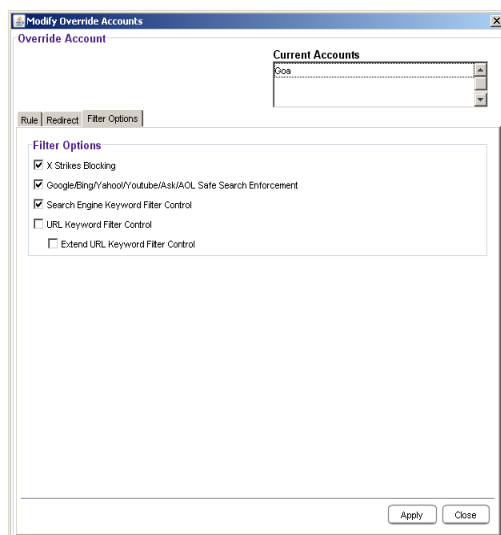 Modify Override Accounts
Override Account
Current Accounts
Goa
Rule Redirect Filter Options
Filter Options
X Strikes Blocking
Google/Bing/Yahoo!/Youtube/Ask/AOL Safe Search Enforcement
Search Engine Keyword Filter Control
URL Keyword Filter Control
Extend URL Keyword Filter Control
Apply Close